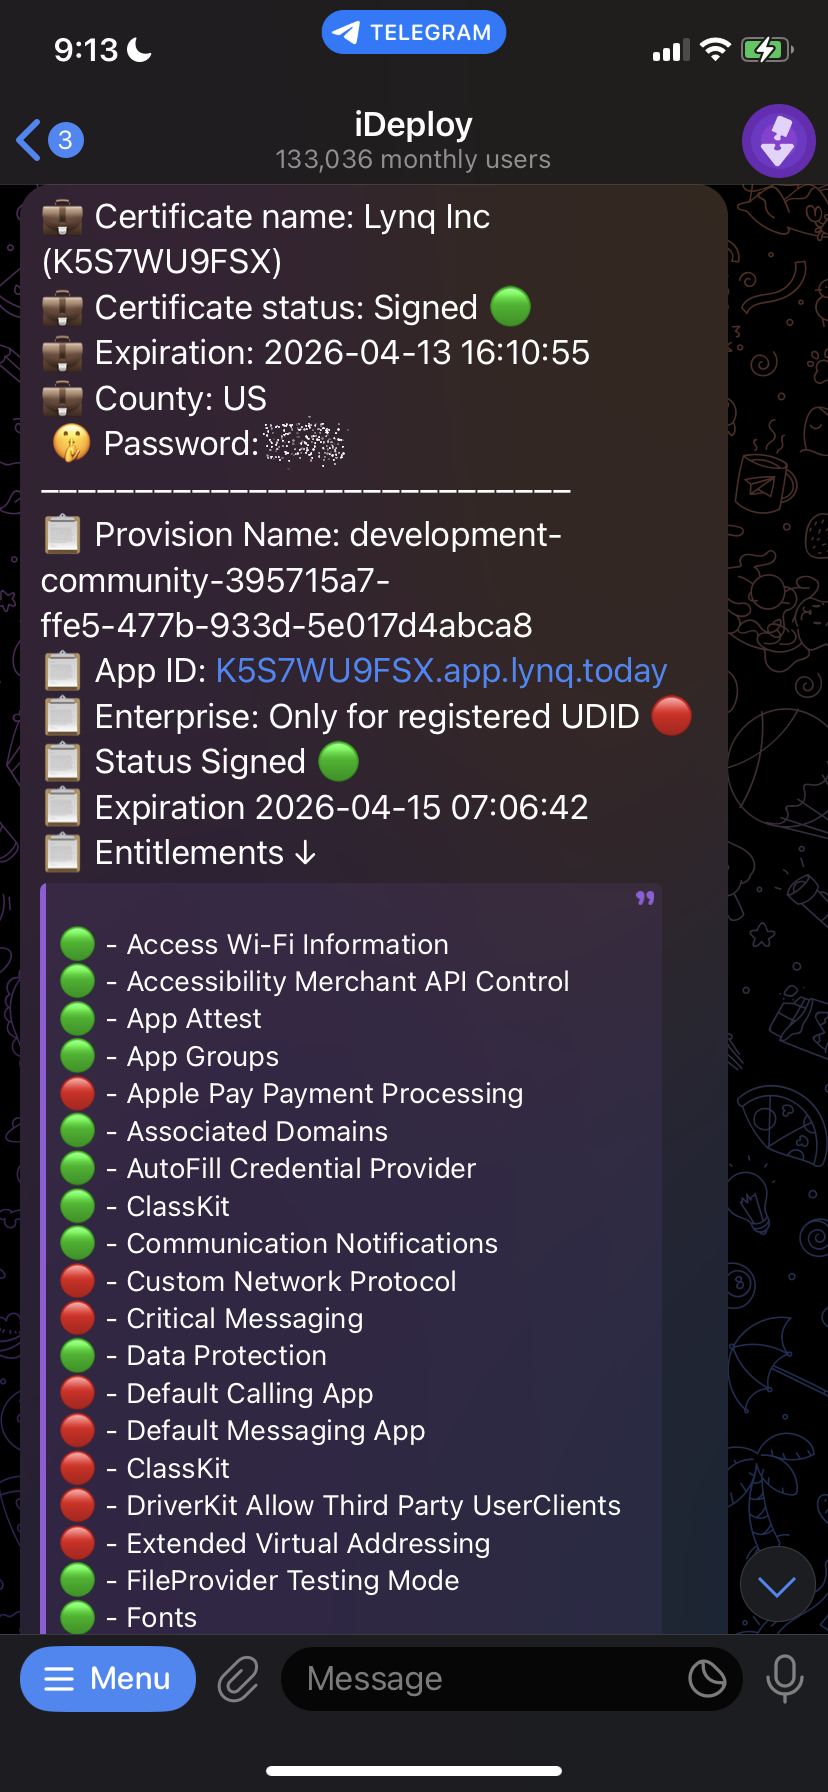 9:13
TELEGRAM
3
iDeploy
133,036 monthly users
💼 Certificate name: Lynq Inc
(K5S7WU9FSX)
💼 Certificate status: Signed 🟢
💼 Expiration: 2026-04-13 16:10:55
💼 County: US
🤫 Password:
—————————————————————
📋 Provision Name: development-
community-395715a7-
ffe5-477b-933d-5e017d4abca8
📋 App ID: K5S7WU9FSX.app.lynq.today
📋 Enterprise: Only for registered UDID 🔴
📋 Status Signed 🟢
📋 Expiration 2026-04-15 07:06:42
📋 Entitlements ↓
🟢 - Access Wi-Fi Information
🟢 - Accessibility Merchant API Control
🟢 - App Attest
🟢 - App Groups
🔴 - Apple Pay Payment Processing
🟢 - Associated Domains
🟢 - AutoFill Credential Provider
🟢 - ClassKit
🟢 - Communication Notifications
🔴 - Custom Network Protocol
🔴 - Critical Messaging
🟢 - Data Protection
🔴 - Default Calling App
🔴 - Default Messaging App
🔴 - ClassKit
🔴 - DriverKit Allow Third Party UserClients
🔴 - Extended Virtual Addressing
🟢 - FileProvider Testing Mode
🟢 - Fonts
Menu
Message